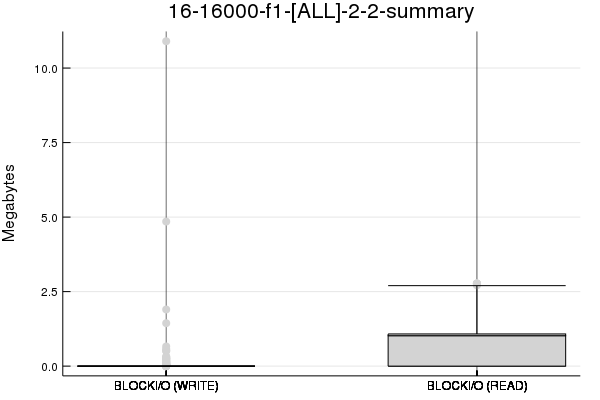 16-16000-f1-[ALL]-2-2-summary
Megabytes
10.0
7.5
5.0
2.5
0.0
BLOCKI/O (WRITE)
BLOCKI/O (READ)